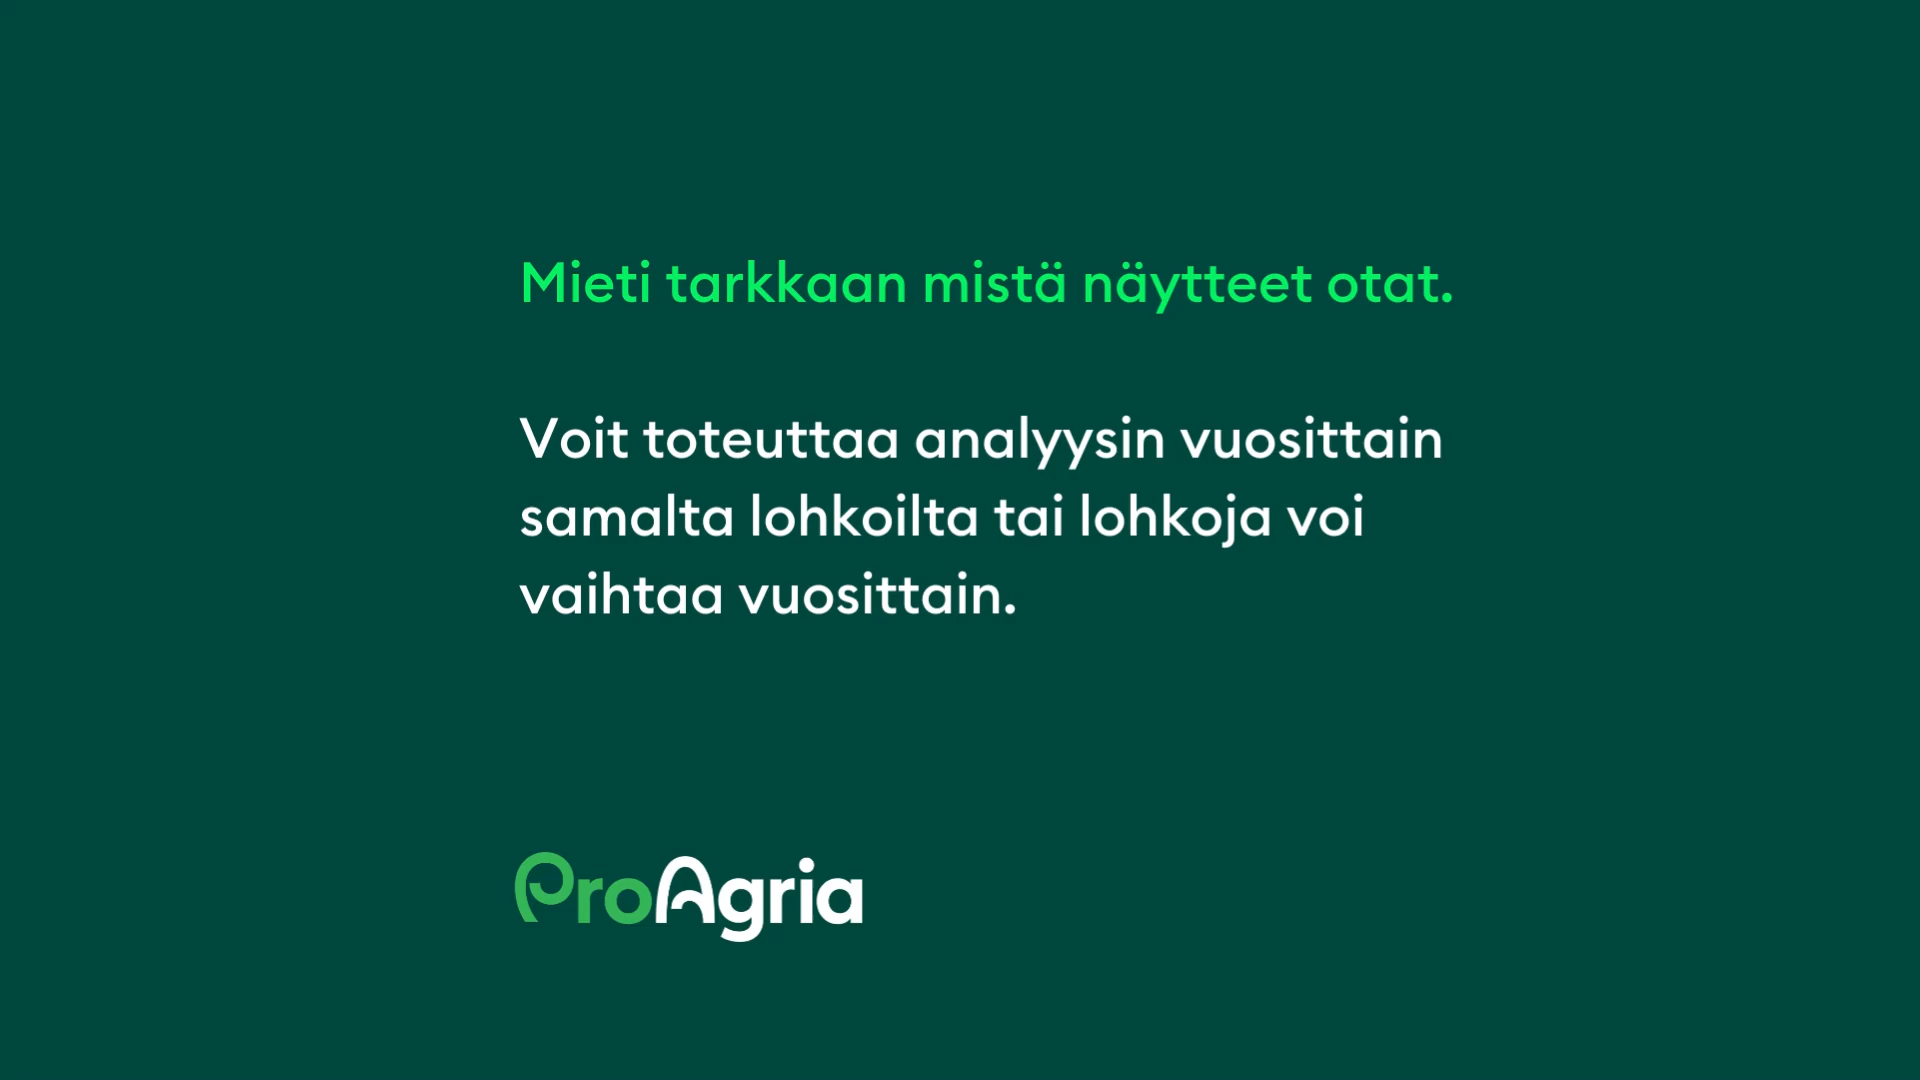 Mieti tarkkaan mistä näytteet otat.
Voit toteuttaa analyysin vuosittain
samalta lohkoilta tai lohkoja voi
vaihtaa vuosittain.
ProAgria